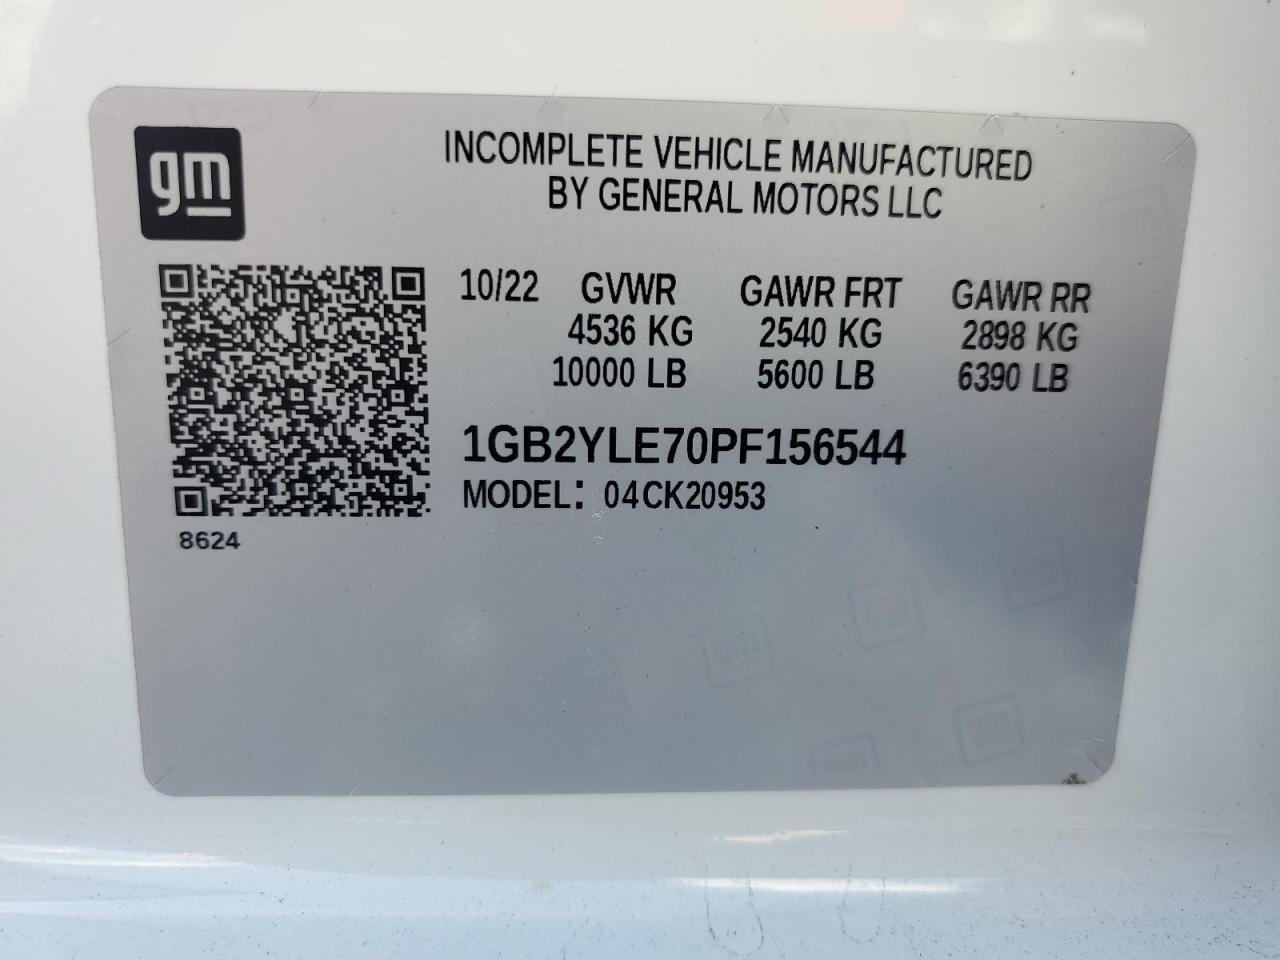 gm
INCOMPLETE VEHICLE MANUFACTURED
BY GENERAL MOTORS LLC
10/22 GVWR GAWR FRT GAWR RR
4536 KG 2540 KG 2898 KG
10000 LB 5600 LB 6390 LB
1GB2YLE70PF156544
MODEL: 04CK20953
8624